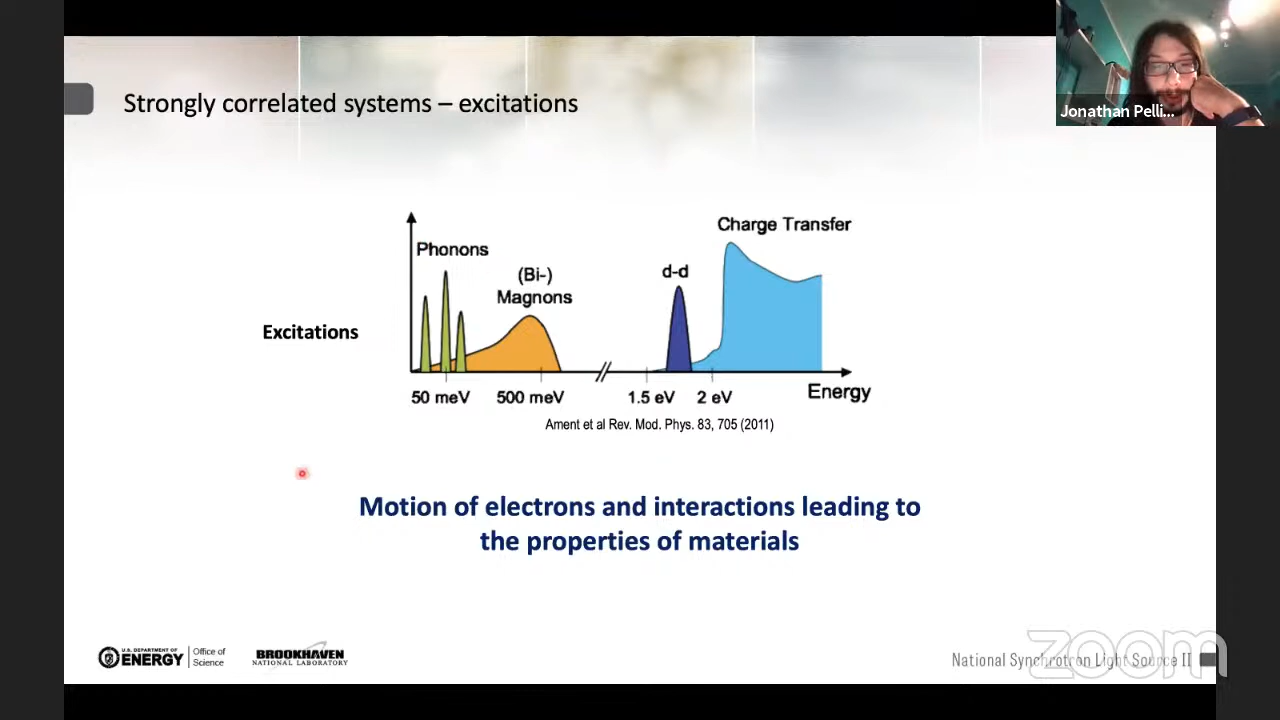 Jonathan Pelli...
Strongly correlated systems – excitations
Charge Transfer
Phonons
(Bi-)
Magnons
d-d
Excitations
50 meV
500 meV
1.5 eV
2 eV
Energy
Ament et al Rev. Mod. Phys. 83, 705 (2011)
Motion of electrons and interactions leading to
the properties of materials
U.S. DEPARTMENT OF
ENERGY
Office of
Science
BROOKHAVEN
NATIONAL LABORATORY
National Synchrotron Light Source II
zoom